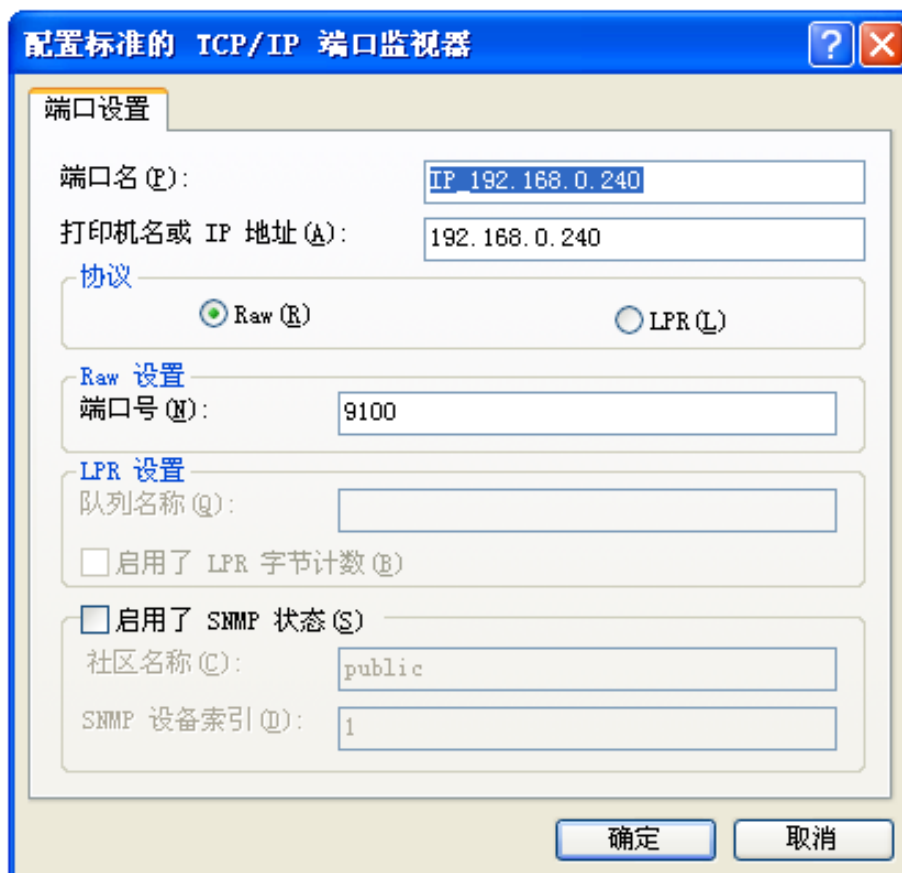 配置标准的 TCP/IP 端口监视器
端口设置
端口名(P): IP_192.168.0.240
打印机名或 IP 地址(A): 192.168.0.240
协议
Raw(R) LPR(L)
Raw 设置
端口号(N): 9100
LPR 设置
队列名称(Q):
启用了 LPR 字节计数(B)
启用了 SNMP 状态(S)
社区名称(C): public
SNMP 设备索引(D): 1
确定 取消